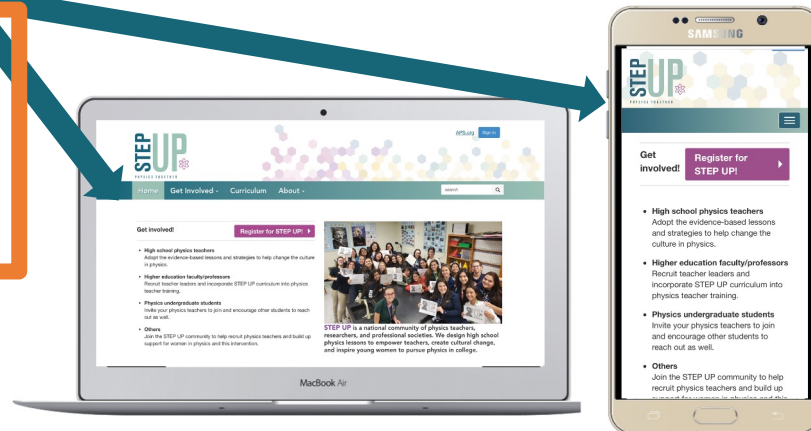 STEP UP
PHYSICS TOGETHER
APS.org Sign in
Home Get Involved Curriculum About
search
Get involved!
Register for STEP UP!
• High school physics teachers
Adopt the evidence-based lessons and strategies to help change the culture
in physics.
• Higher education faculty/professors
Recruit teacher leaders and incorporate STEP UP curriculum into physics
teacher training.
• Physics undergraduate students
Invite your physics teachers to join and encourage other students to reach
out as well.
• Others
Join the STEP UP community to help recruit physics teachers and build up
support for women in physics and this intervention.
STEP UP is a national community of physics teachers,
researchers, and professional societies. We design high school
physics lessons to empower teachers, create cultural change,
and inspire young women to pursue physics in college.
MacBook Air
SAMSUNG
STEP UP
PHYSICS TOGETHER
Get
involved!
Register for
STEP UP!
• High school physics teachers
Adopt the evidence-based lessons
and strategies to help change the
culture in physics.
• Higher education faculty/professors
Recruit teacher leaders and
incorporate STEP UP curriculum into
physics teacher training.
• Physics undergraduate students
Invite your physics teachers to join
and encourage other students to
reach out as well.
• Others
Join the STEP UP community to help
recruit physics teachers and build up
support for women in physics and this